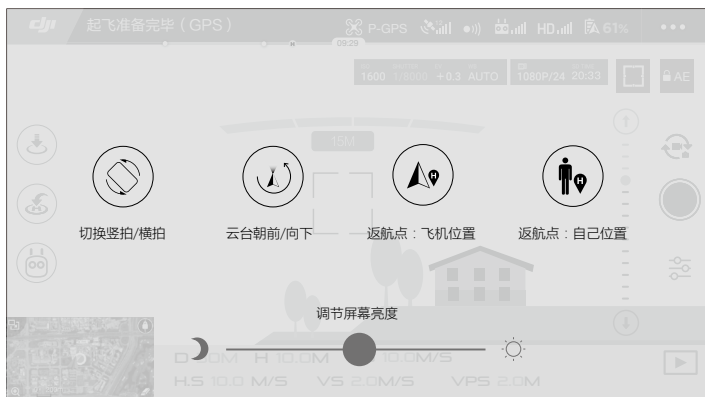 dji 起飞准备完毕（GPS） P-GPS HD 61%
09:29 H
1600 1/8000 +0.3 AUTO 1080P/24 20:33 AE
15M
H H
切换竖拍/横拍 云台朝前/向下 返航点：飞机位置 返航点：自己位置
调节屏幕亮度
H 10.0M 10.0M/S
H.S 10.0 M/S VS 2.0M/S VPS 2.0M